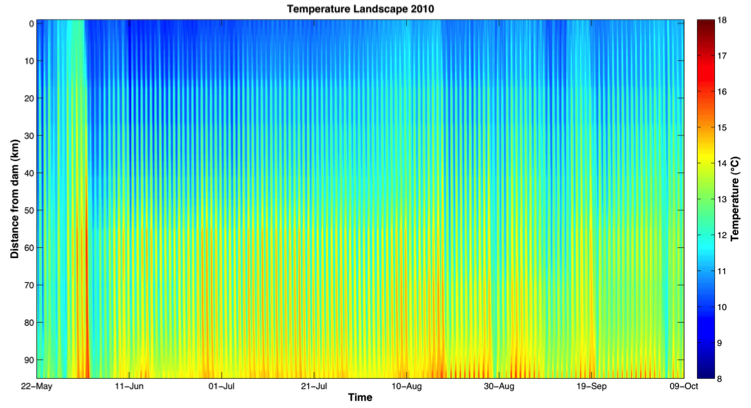 Temperature Landscape 2010
0
10
20
30
40
50
60
70
80
90
Distance from dam (km)
22−May
11−Jun
01−Jul
21−Jul
10−Aug
30−Aug
19−Sep
09−Oct
Time
18
17
16
15
14
13
12
11
10
9
8
Temperature (°C)